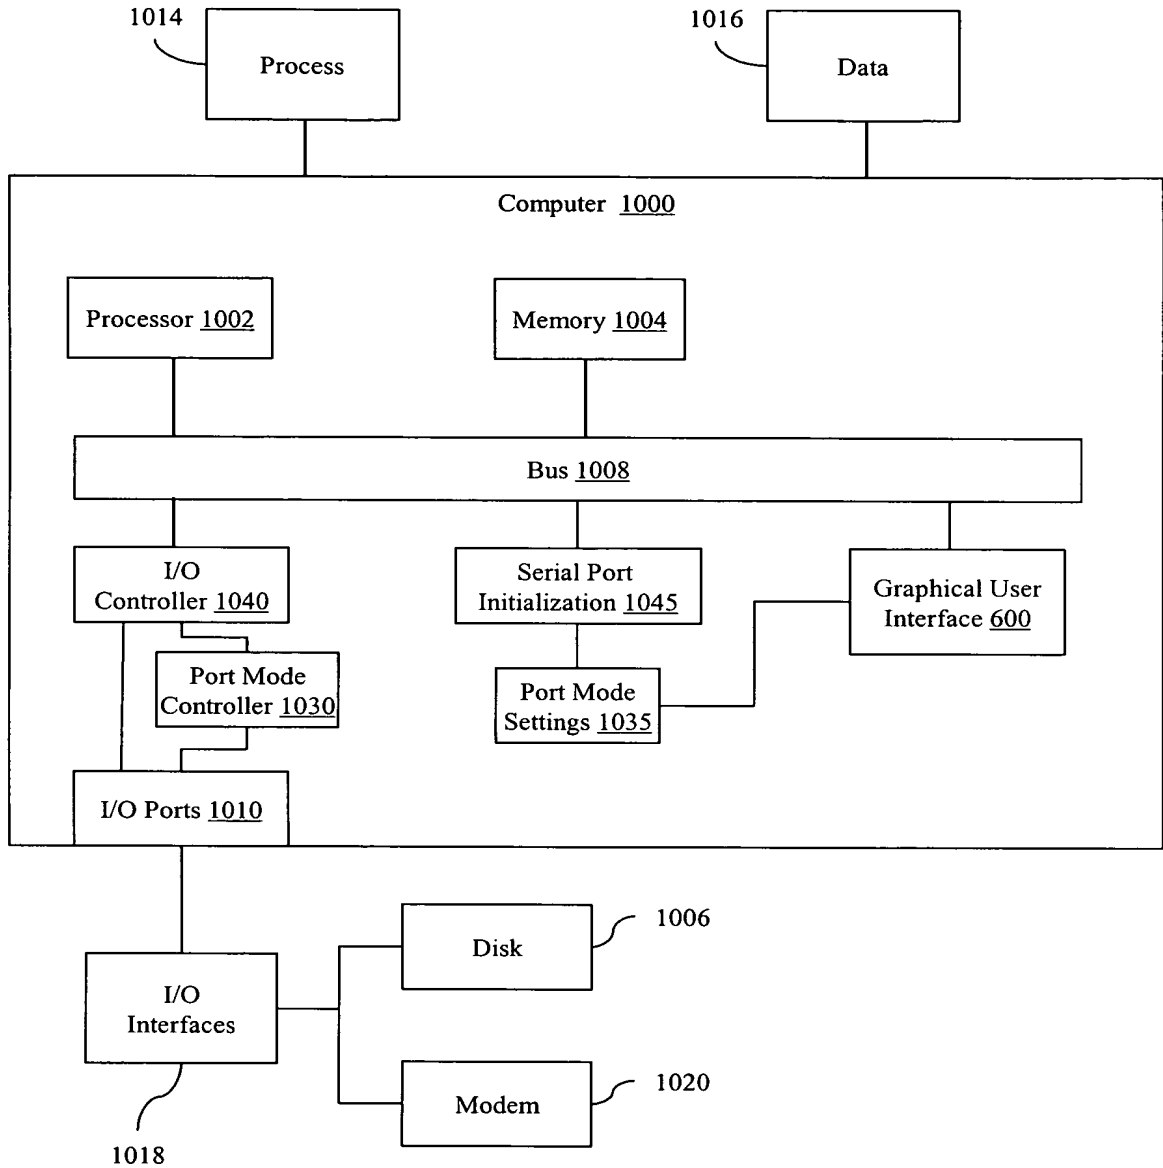 1014
Process
1016
Data
Computer 1000
Processor 1002
Memory 1004
Bus 1008
I/O
Controller 1040
Serial Port
Initialization 1045
Graphical User
Interface 600
Port Mode
Controller 1030
Port Mode
Settings 1035
I/O Ports 1010
Disk
1006
I/O
Interfaces
1018
Modem
1020